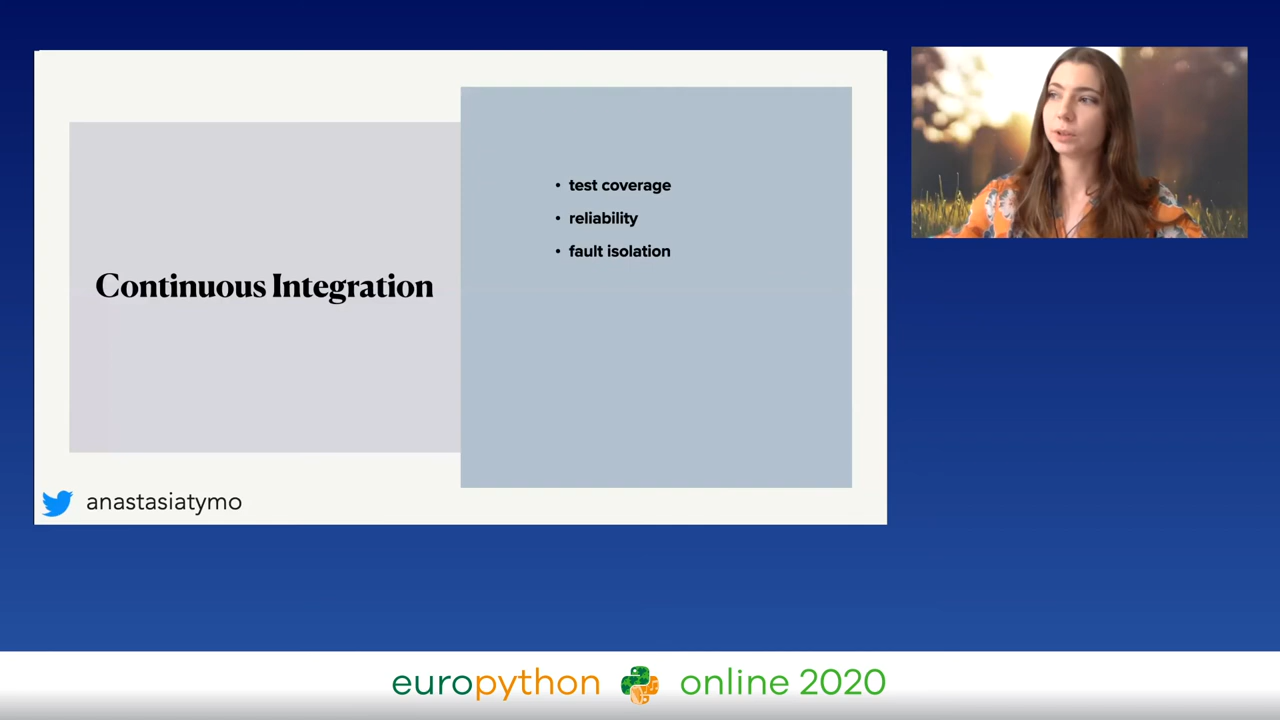 Continuous Integration
• test coverage
• reliability
• fault isolation
anastasiatymo
europython online 2020